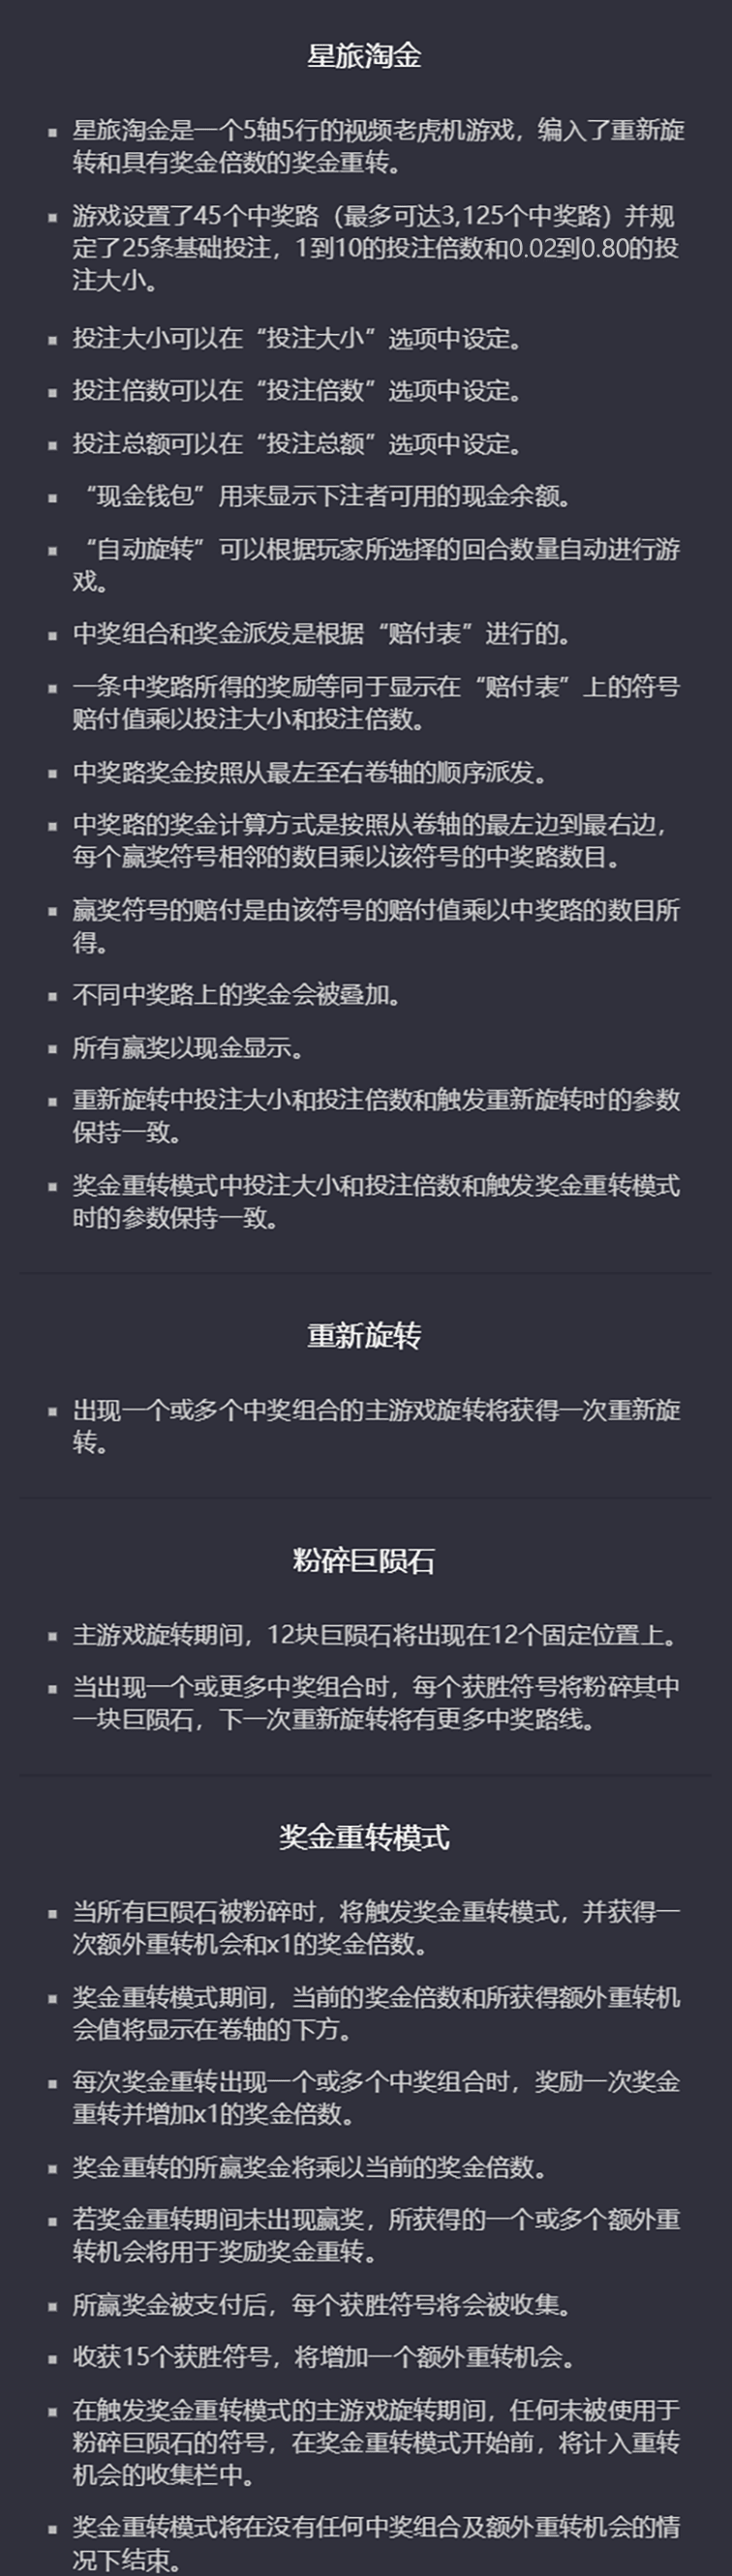 星旅淘金
▪ 星旅淘金是一个5轴5行的视频老虎机游戏，编入了重新旋
转和具有奖金倍数的奖金重转。
▪ 游戏设置了45个中奖路（最多可达3,125个中奖路）并规
定了25条基础投注，1到10的投注倍数和0.02到0.80的投
注大小。
▪ 投注大小可以在“投注大小”选项中设定。
▪ 投注倍数可以在“投注倍数”选项中设定。
▪ 投注总额可以在“投注总额”选项中设定。
▪ “现金钱包”用来显示下注者可用的现金余额。
▪ “自动旋转”可以根据玩家所选择的回合数量自动进行游
戏。
▪ 中奖组合和奖金派发是根据“赔付表”进行的。
▪ 一条中奖路所得的奖励等同于显示在“赔付表”上的符号
赔付值乘以投注大小和投注倍数。
▪ 中奖路奖金按照从最左至右卷轴的顺序派发。
▪ 中奖路的奖金计算方式是按照从卷轴的最左边到最右边，
每个赢奖符号相邻的数目乘以该符号的中奖路数目。
▪ 赢奖符号的赔付是由该符号的赔付值乘以中奖路的数目所
得。
▪ 不同中奖路上的奖金会被叠加。
▪ 所有赢奖以现金显示。
▪ 重新旋转中投注大小和投注倍数和触发重新旋转时的参数
保持一致。
▪ 奖金重转模式中投注大小和投注倍数和触发奖金重转模式
时的参数保持一致。
重新旋转
▪ 出现一个或多个中奖组合的主游戏旋转将获得一次重新旋
转。
粉碎巨陨石
▪ 主游戏旋转期间，12块巨陨石将出现在12个固定位置上。
▪ 当出现一个或更多中奖组合时，每个获胜符号将粉碎其中
一块巨陨石，下一次重新旋转将有更多中奖路线。
奖金重转模式
▪ 当所有巨陨石被粉碎时，将触发奖金重转模式，并获得一
次额外重转机会和x1的奖金倍数。
▪ 奖金重转模式期间，当前的奖金倍数和所获得额外重转机
会值将显示在卷轴的下方。
▪ 每次奖金重转出现一个或多个中奖组合时，奖励一次奖金
重转并增加x1的奖金倍数。
▪ 奖金重转的所赢奖金将乘以当前的奖金倍数。
▪ 若奖金重转期间未出现赢奖，所获得的一个或多个额外重
转机会将用于奖励奖金重转。
▪ 所赢奖金被支付后，每个获胜符号将会被收集。
▪ 收获15个获胜符号，将增加一个额外重转机会。
▪ 在触发奖金重转模式的主游戏旋转期间，任何未被使用于
粉碎巨陨石的符号，在奖金重转模式开始前，将计入重转
机会的收集栏中。
▪ 奖金重转模式将在没有任何中奖组合及额外重转机会的情
况下结束。